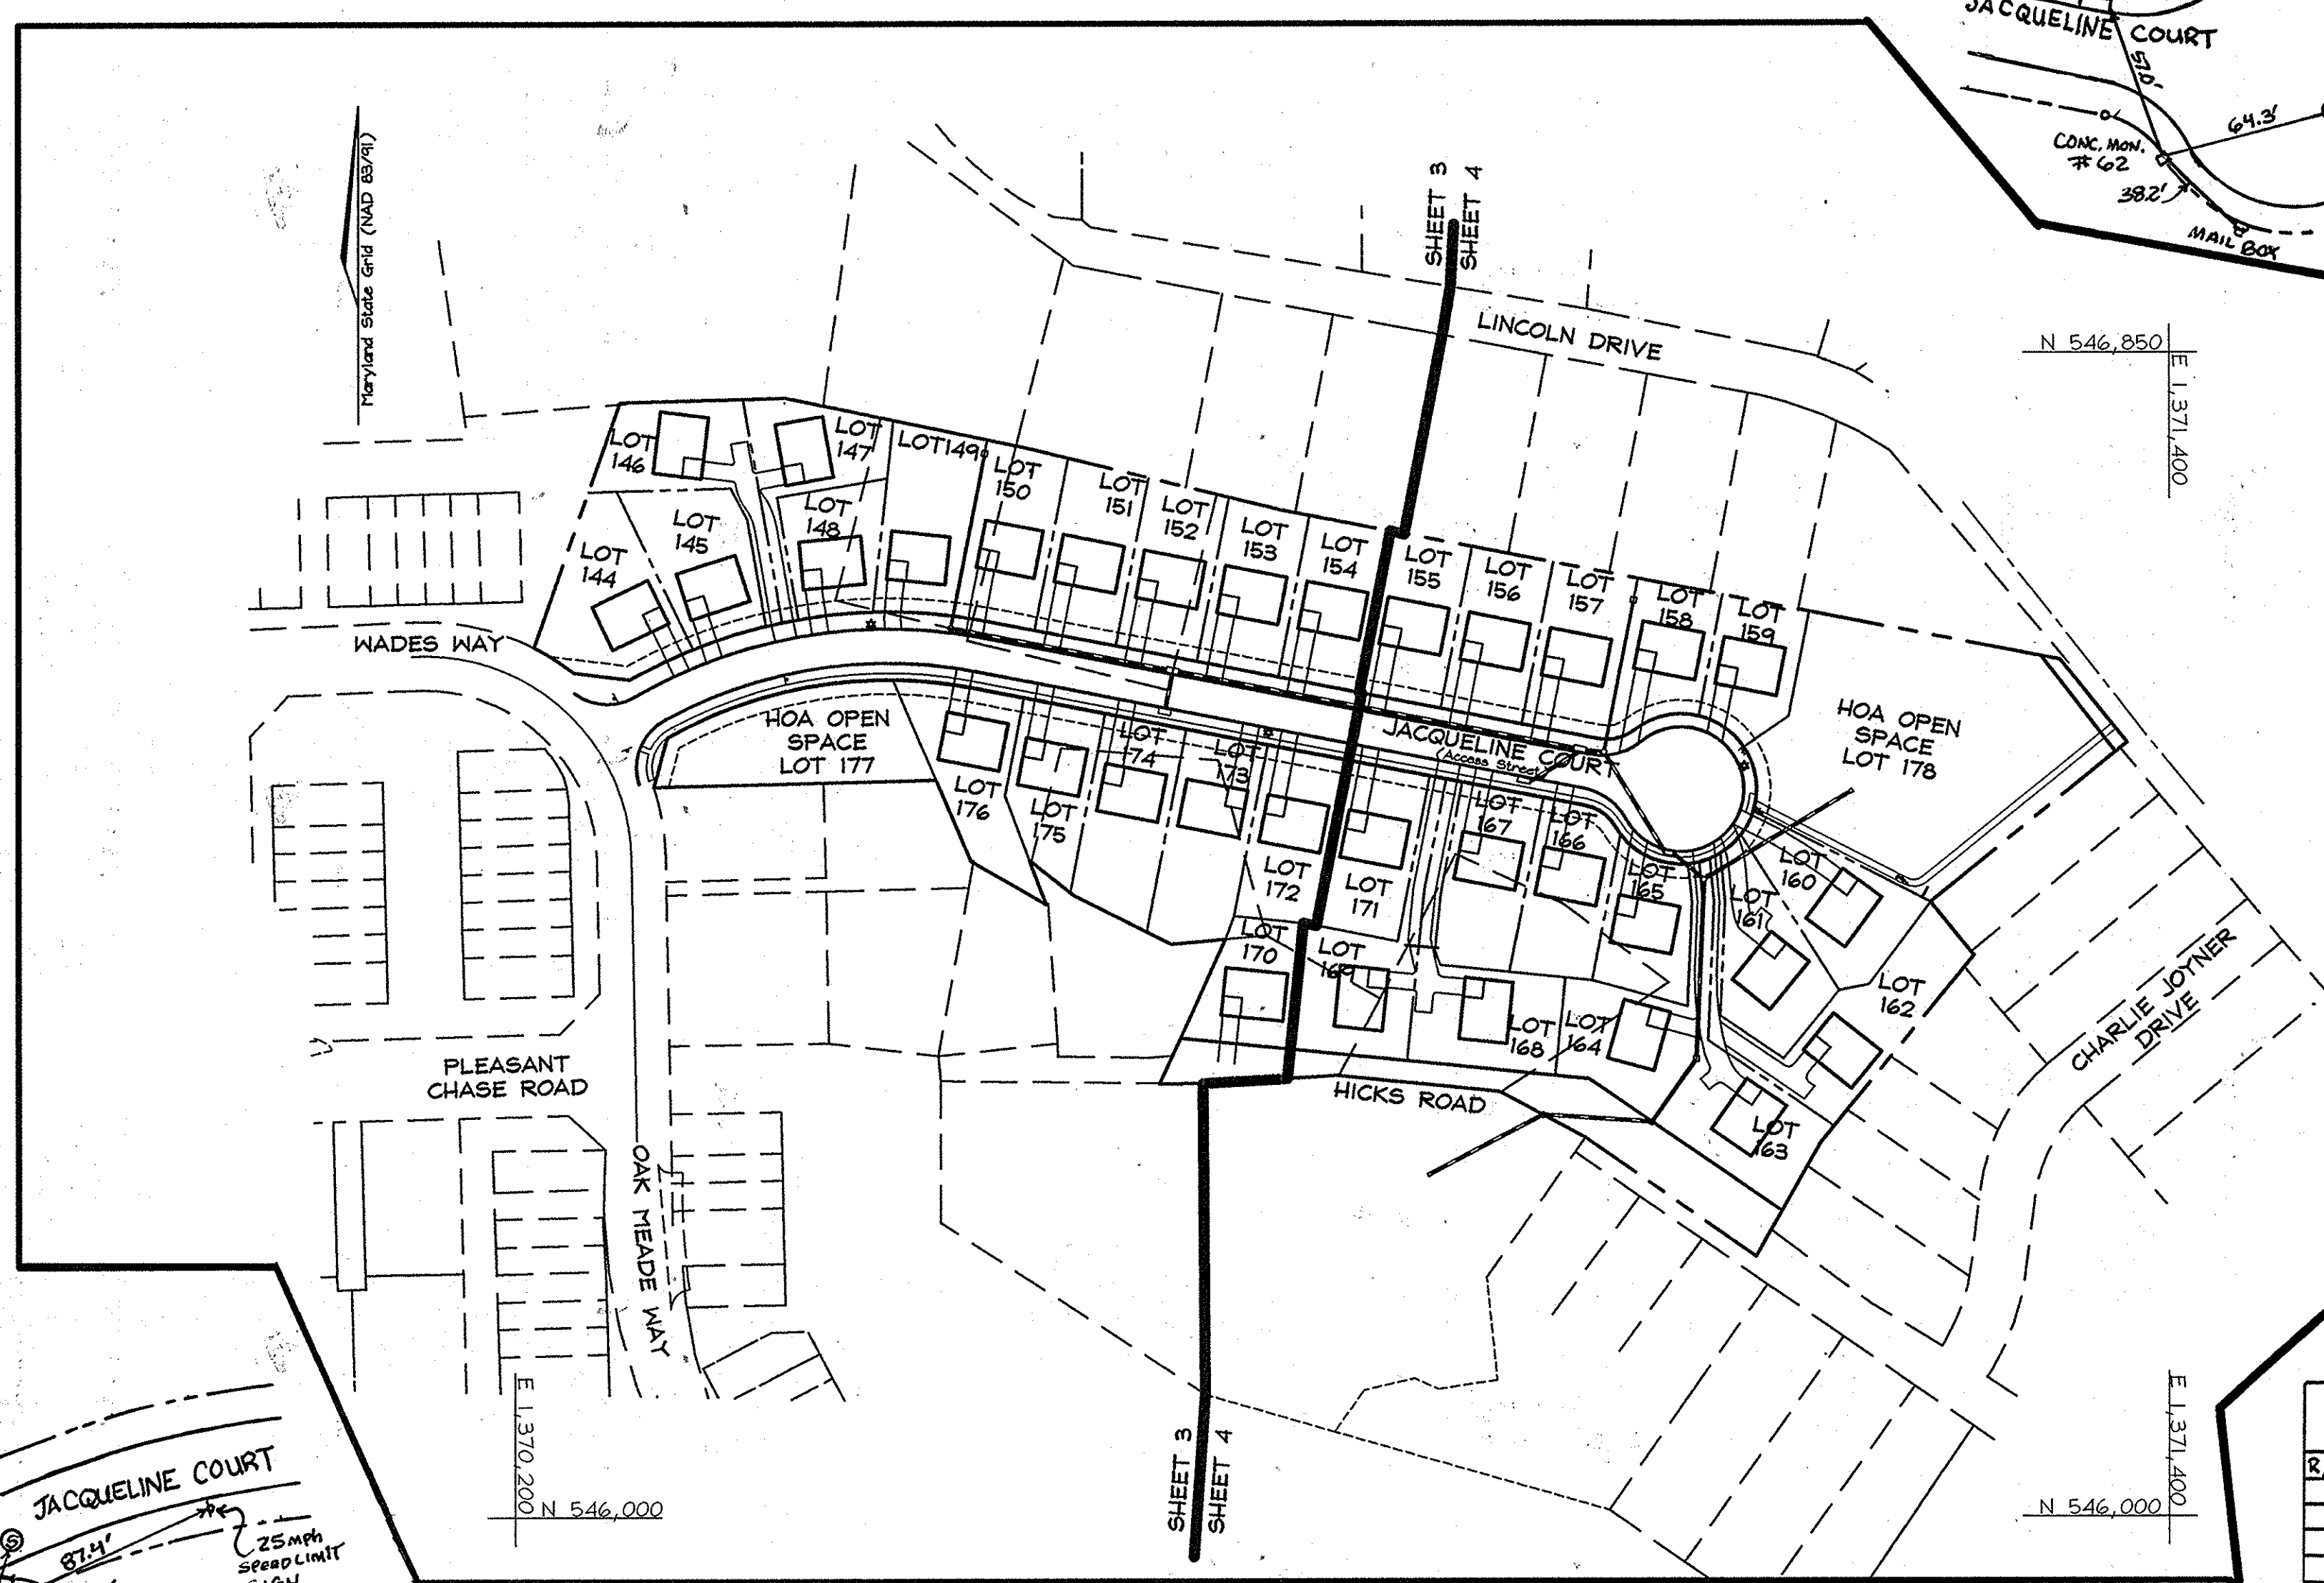 JACQUELINE COURT
57.0'
64.3'
CONC. MON.
#62
38.2'
MAIL BOX
Maryland State Grid (NAD 83/91)
SHEET 3
SHEET 4
LINCOLN DRIVE
N 546,850
E 1,371,400
LOT
146
LOT
147
LOT149
LOT
150
LOT
151
LOT
152
LOT
153
LOT
154
LOT
155
LOT
156
LOT
157
LOT
158
LOT
159
LOT
144
LOT
145
LOT
148
WADES WAY
HOA OPEN
SPACE
LOT 177
HOA OPEN
SPACE
LOT 178
JACQUELINE COURT
(Access Street)
LOT
176
LOT
175
LOT
174
LOT
173
LOT
172
LOT
171
LOT
167
LOT
166
LOT
165
LOT
160
LOT
161
LOT
162
LOT
170
LOT
169
LOT
168
LOT
164
LOT
163
CHARLIE JOYNER
DRIVE
HICKS ROAD
PLEASANT
CHASE ROAD
OAK MEADE WAY
E 1,370,200
N 546,000
SHEET 3
SHEET 4
E 1,371,400
N 546,000
JACQUELINE COURT
S
87.4'
25 MPH
SPEED LIMIT
SIGN